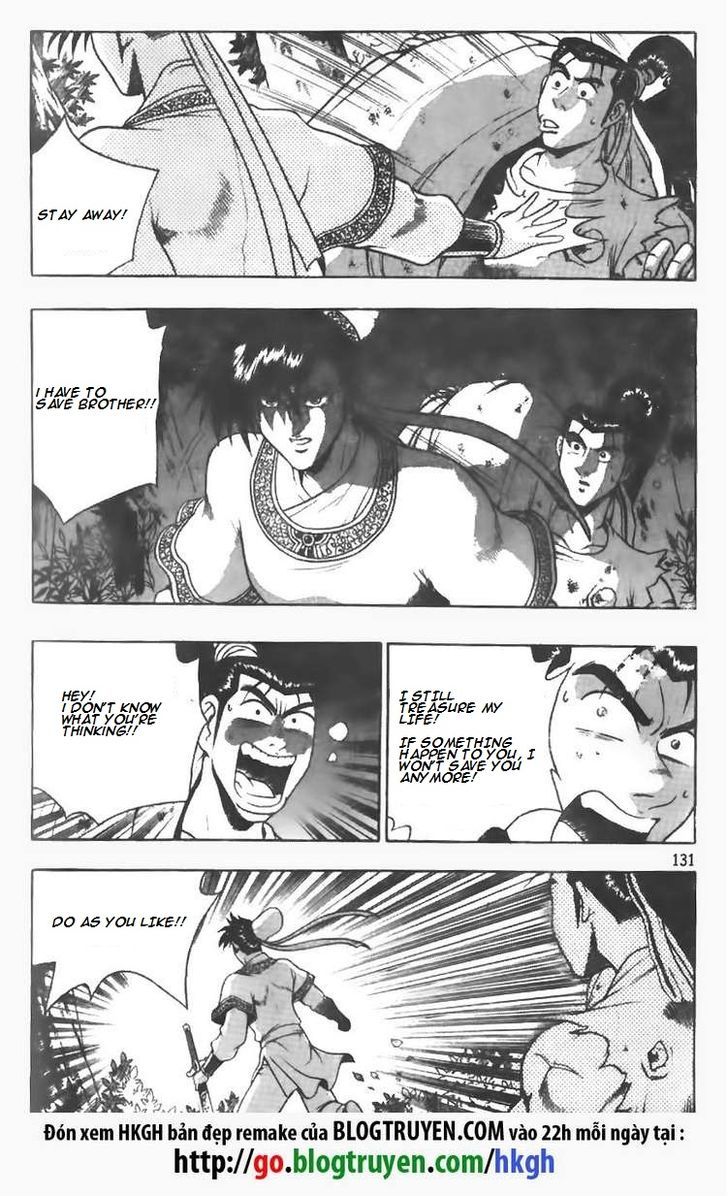 STAY AWAY!
I HAVE TO
SAVE BROTHER!!
HEY!
I DON'T KNOW
WHAT YOU'RE
THINKING!!
I STILL
TREASURE MY
LIFE!
IF SOMETHING
HAPPEN TO YOU, I
WON'T SAVE YOU
ANYMORE!
131
DO AS YOU LIKE!!
Đón xem HKGH bản đẹp remake của BLOGTRUYEN.COM vào 22h mỗi ngày tại :
http://go.blogtruyen.com/hkgh